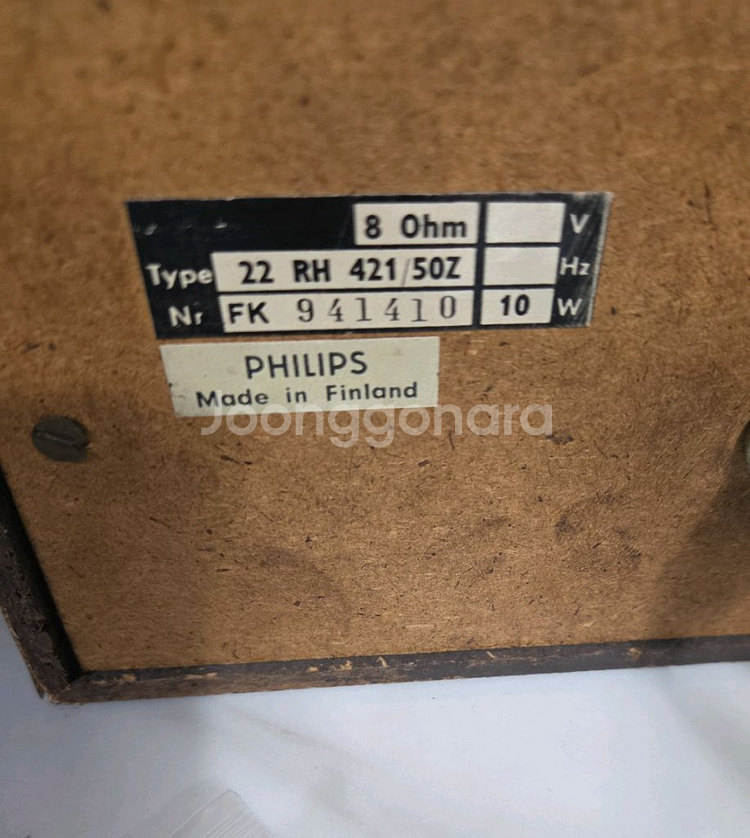 8 Ohm V
Type 22 RH 421/50Z Hz
Nr FK 941410 10 W
PHILIPS
Made in Finland
Joonggonara